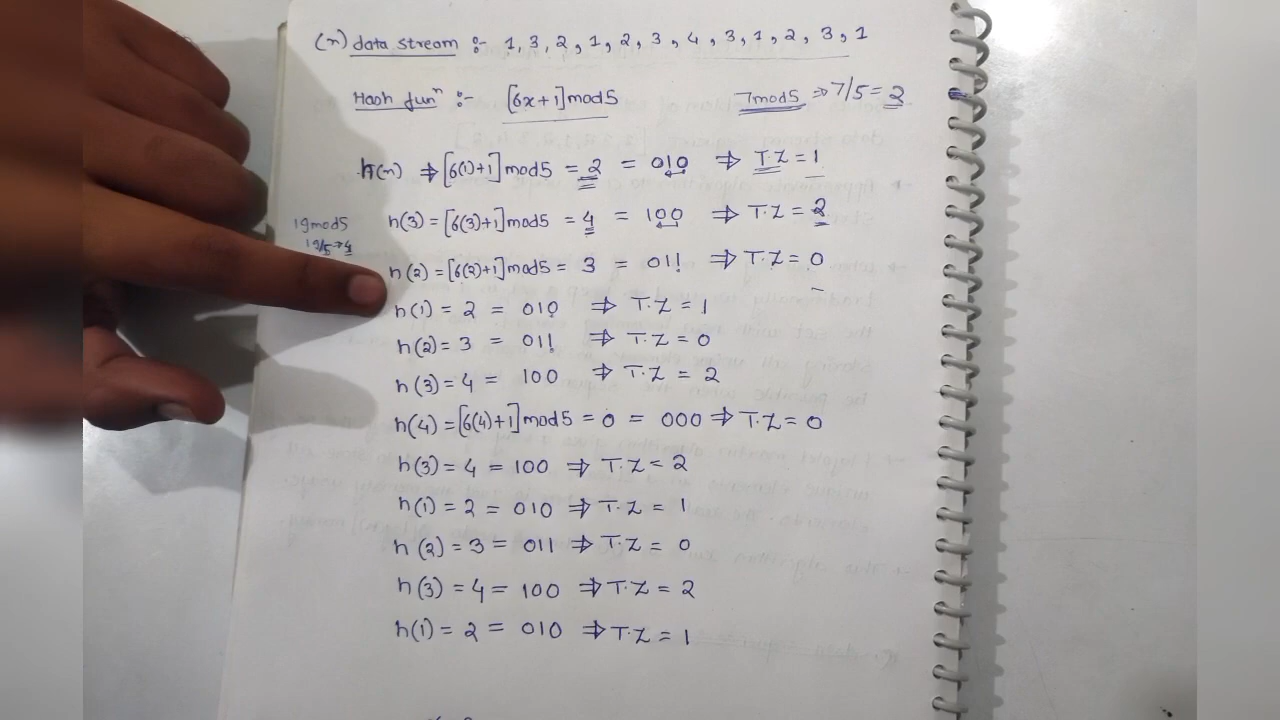 (x) data stream :- 1, 3, 2, 1, 2, 3, 4, 3, 1, 2, 3, 1
Hash funⁿ :- [6x+1]mod5 7mod5 ⇒ 7/5 = 2
h(x) ⇒ [6(1)+1]mod5 = 2 = 010 ⇒ T.Z = 1
h(3) = [6(3)+1]mod5 = 4 = 100 ⇒ T.Z = 2
19mod5
19/5 → 4
h(2) = [6(2)+1]mod5 = 3 = 011 ⇒ T.Z = 0
h(1) = 2 = 010 ⇒ T.Z = 1
h(2) = 3 = 011 ⇒ T.Z = 0
h(3) = 4 = 100 ⇒ T.Z = 2
h(4) = [6(4)+1]mod5 = 0 = 000 ⇒ T.Z = 0
h(3) = 4 = 100 ⇒ T.Z = 2
h(1) = 2 = 010 ⇒ T.Z = 1
h(2) = 3 = 011 ⇒ T.Z = 0
h(3) = 4 = 100 ⇒ T.Z = 2
h(1) = 2 = 010 ⇒ T.Z = 1